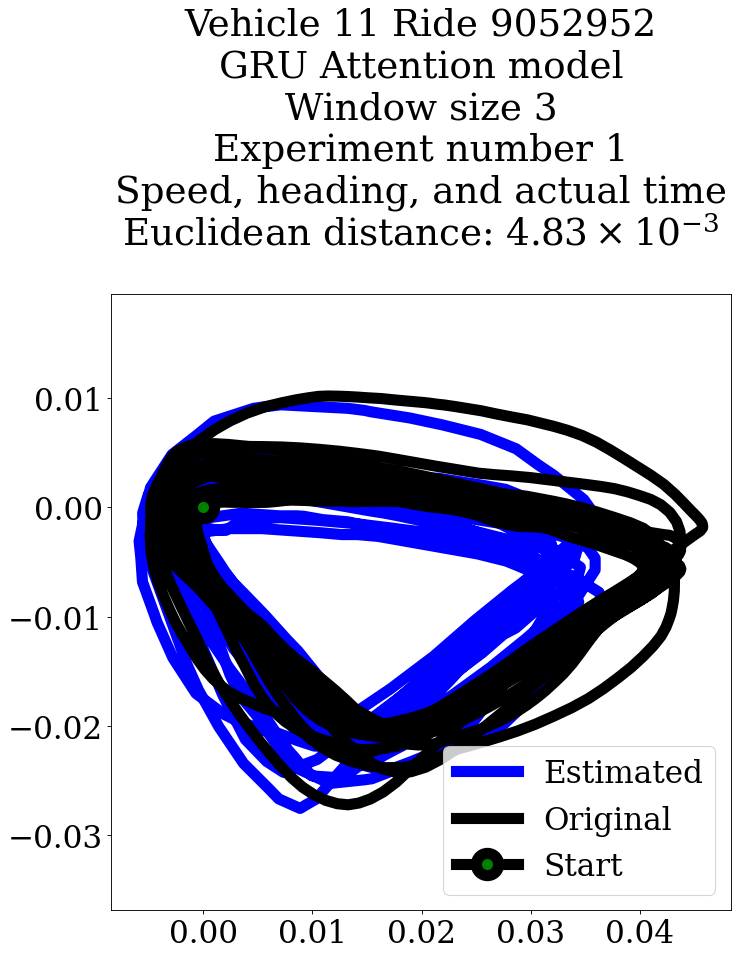 Vehicle 11 Ride 9052952
GRU Attention model
Window size 3
Experiment number 1
Speed, heading, and actual time
Euclidean distance: 4.83 × 10⁻³
0.01
0.00
−0.01
−0.02
−0.03
Estimated
Original
Start
0.00 0.01 0.02 0.03 0.04